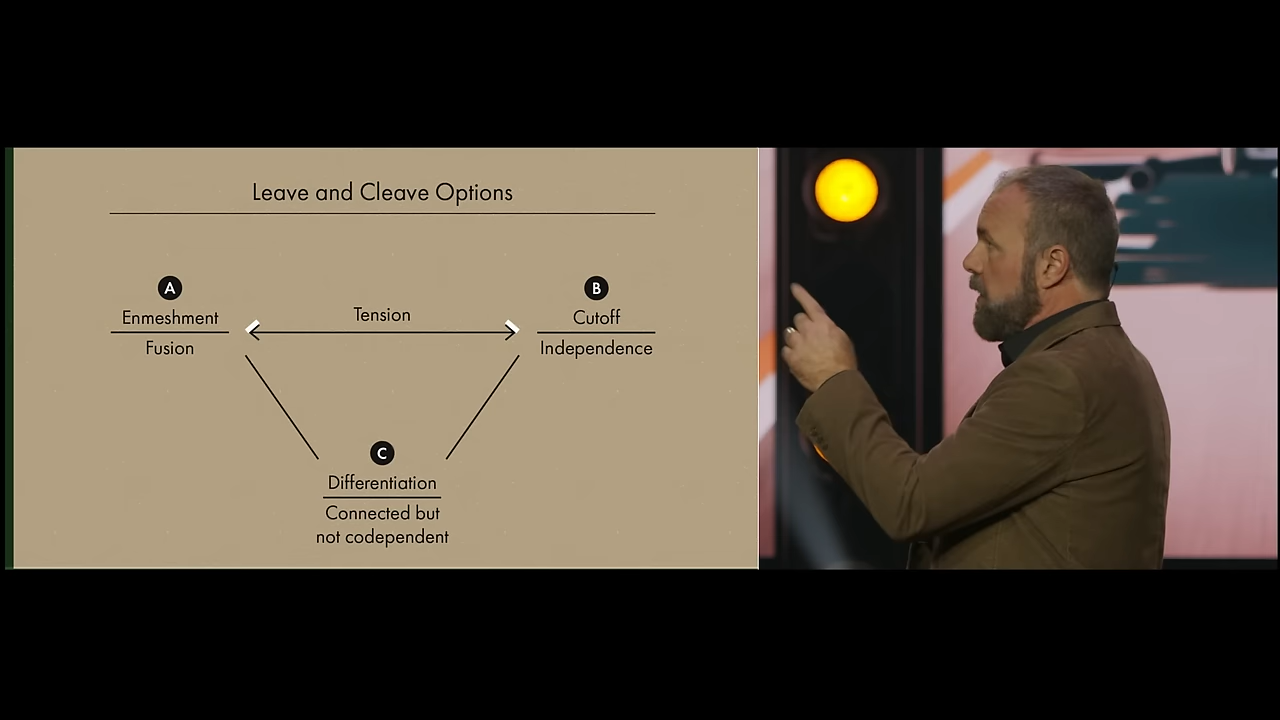 Leave and Cleave Options
A
Enmeshment
Fusion
Tension
B
Cutoff
Independence
C
Differentiation
Connected but
not codependent